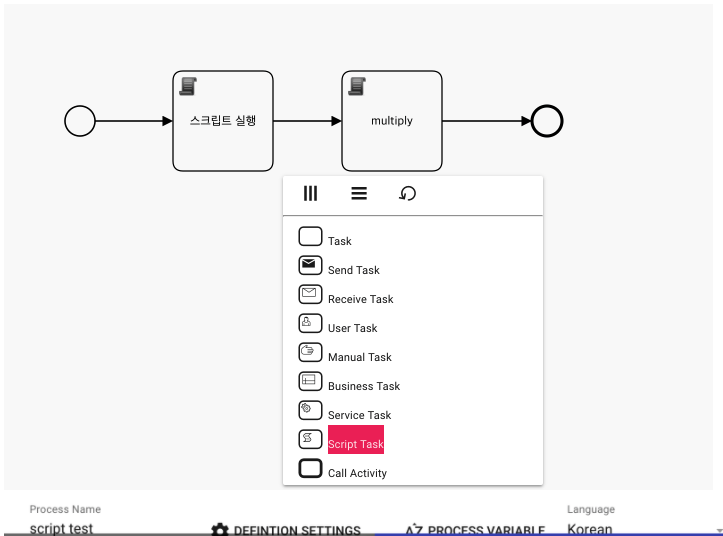 스크립트 실행
multiply
Task
Send Task
Receive Task
User Task
Manual Task
Business Task
Service Task
Script Task
Call Activity
Process Name
Language
script test
DEFINTION SETTINGS
PROCESS VARIABLE
Korean